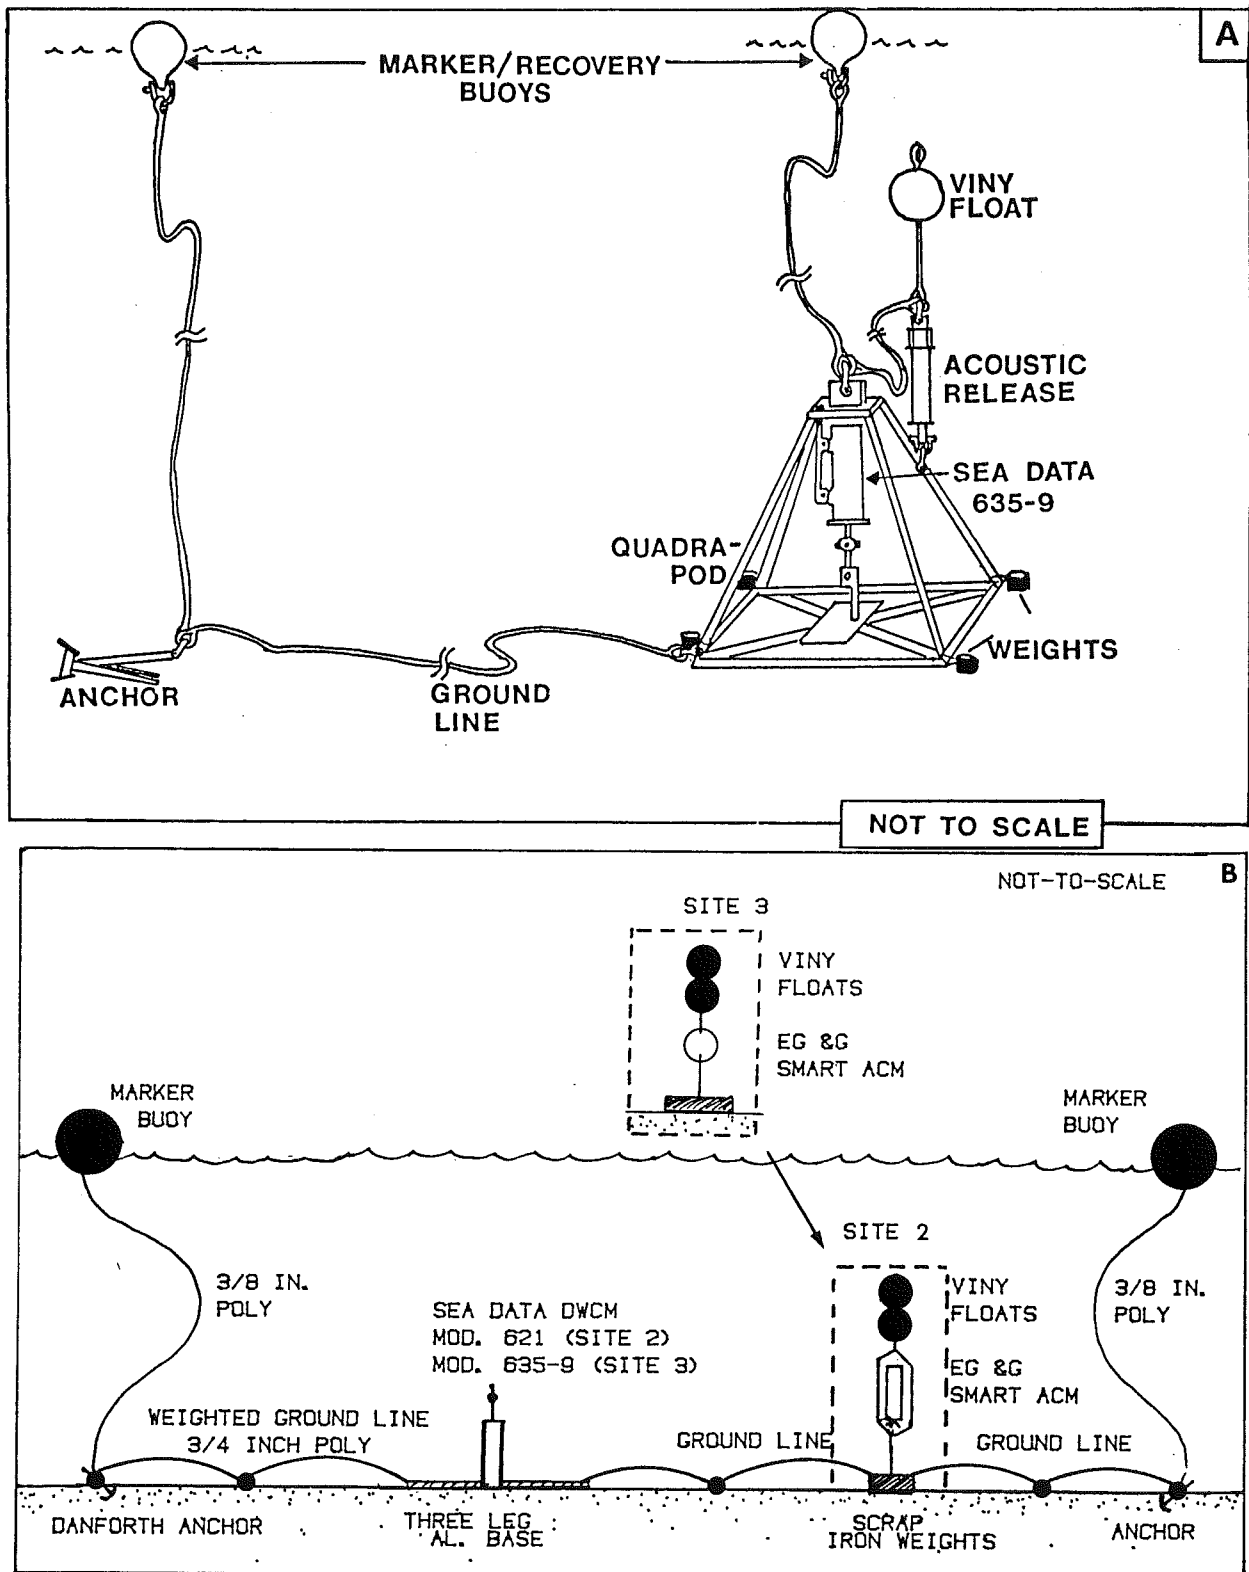 A
MARKER/RECOVERY
BUOYS
VINY
FLOAT
ACOUSTIC
RELEASE
SEA DATA
635-9
QUADRA-
POD
WEIGHTS
ANCHOR
GROUND
LINE
NOT TO SCALE
NOT-TO-SCALE
B
SITE 3
VINY
FLOATS
EG &G
SMART ACM
MARKER
BUOY
MARKER
BUOY
SITE 2
3/8 IN.
POLY
SEA DATA DWCM
MOD. 621 (SITE 2)
MOD. 635-9 (SITE 3)
VINY
FLOATS
3/8 IN.
POLY
EG &G
SMART ACM
WEIGHTED GROUND LINE
3/4 INCH POLY
GROUND LINE
GROUND LINE
DANFORTH ANCHOR
THREE LEG
AL. BASE
SCRAP
IRON WEIGHTS
ANCHOR